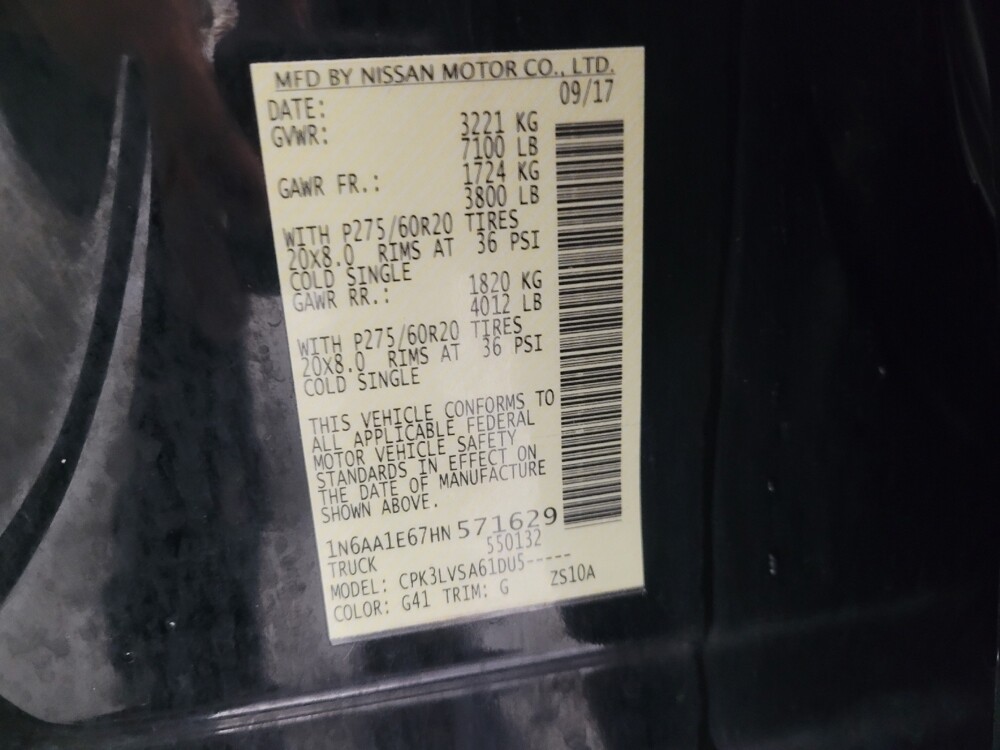 MFD BY NISSAN MOTOR CO., LTD.
DATE: 09/17
GVWR: 3221 KG
7100 LB
GAWR FR.: 1724 KG
3800 LB
WITH P275/60R20 TIRES
20X8.0 RIMS AT 36 PSI
COLD SINGLE
GAWR RR.: 1820 KG
4012 LB
WITH P275/60R20 TIRES
20X8.0 RIMS AT 36 PSI
COLD SINGLE
THIS VEHICLE CONFORMS TO
ALL APPLICABLE FEDERAL
MOTOR VEHICLE SAFETY
STANDARDS IN EFFECT ON
THE DATE OF MANUFACTURE
SHOWN ABOVE.
1N6AA1E67HN 571629
TRUCK 550132
MODEL: CPK3LVSA61DU5-----
COLOR: G41 TRIM: G ZS10A